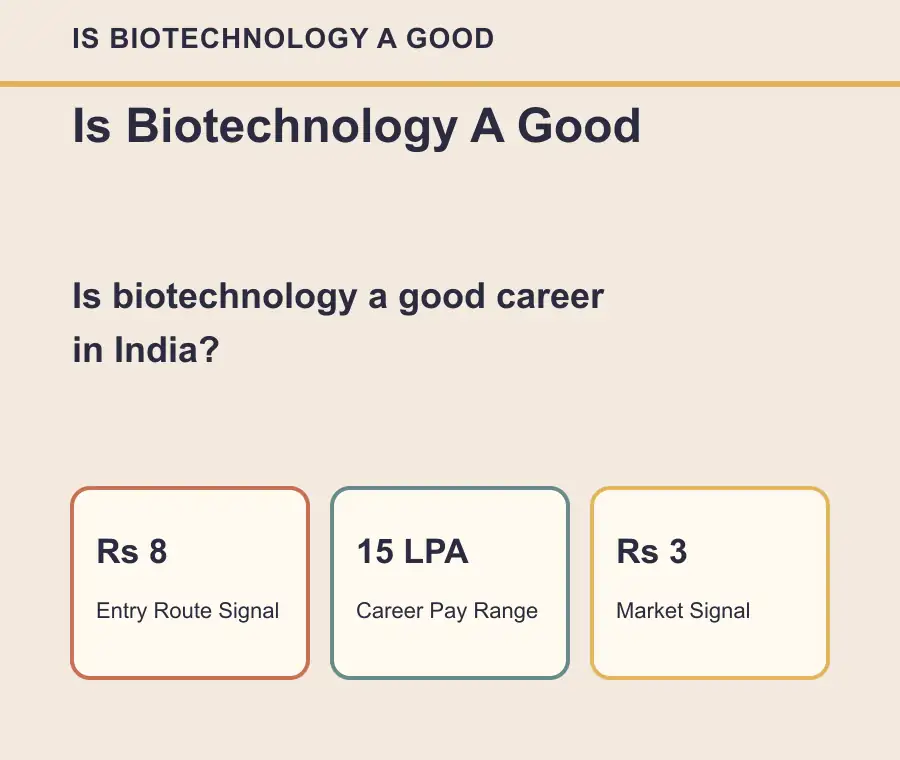 IS BIOTECHNOLOGY A GOOD
Is Biotechnology A Good
Is biotechnology a good career
in India?
Rs 8
Entry Route Signal
15 LPA
Career Pay Range
Rs 3
Market Signal